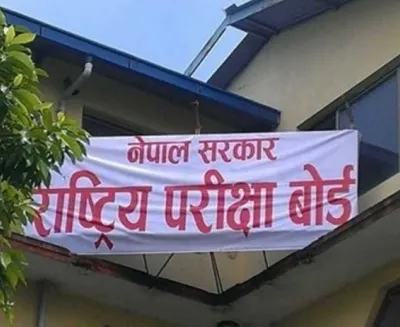 नेपाल सरकार
राष्ट्रिय परीक्षा बोर्ड